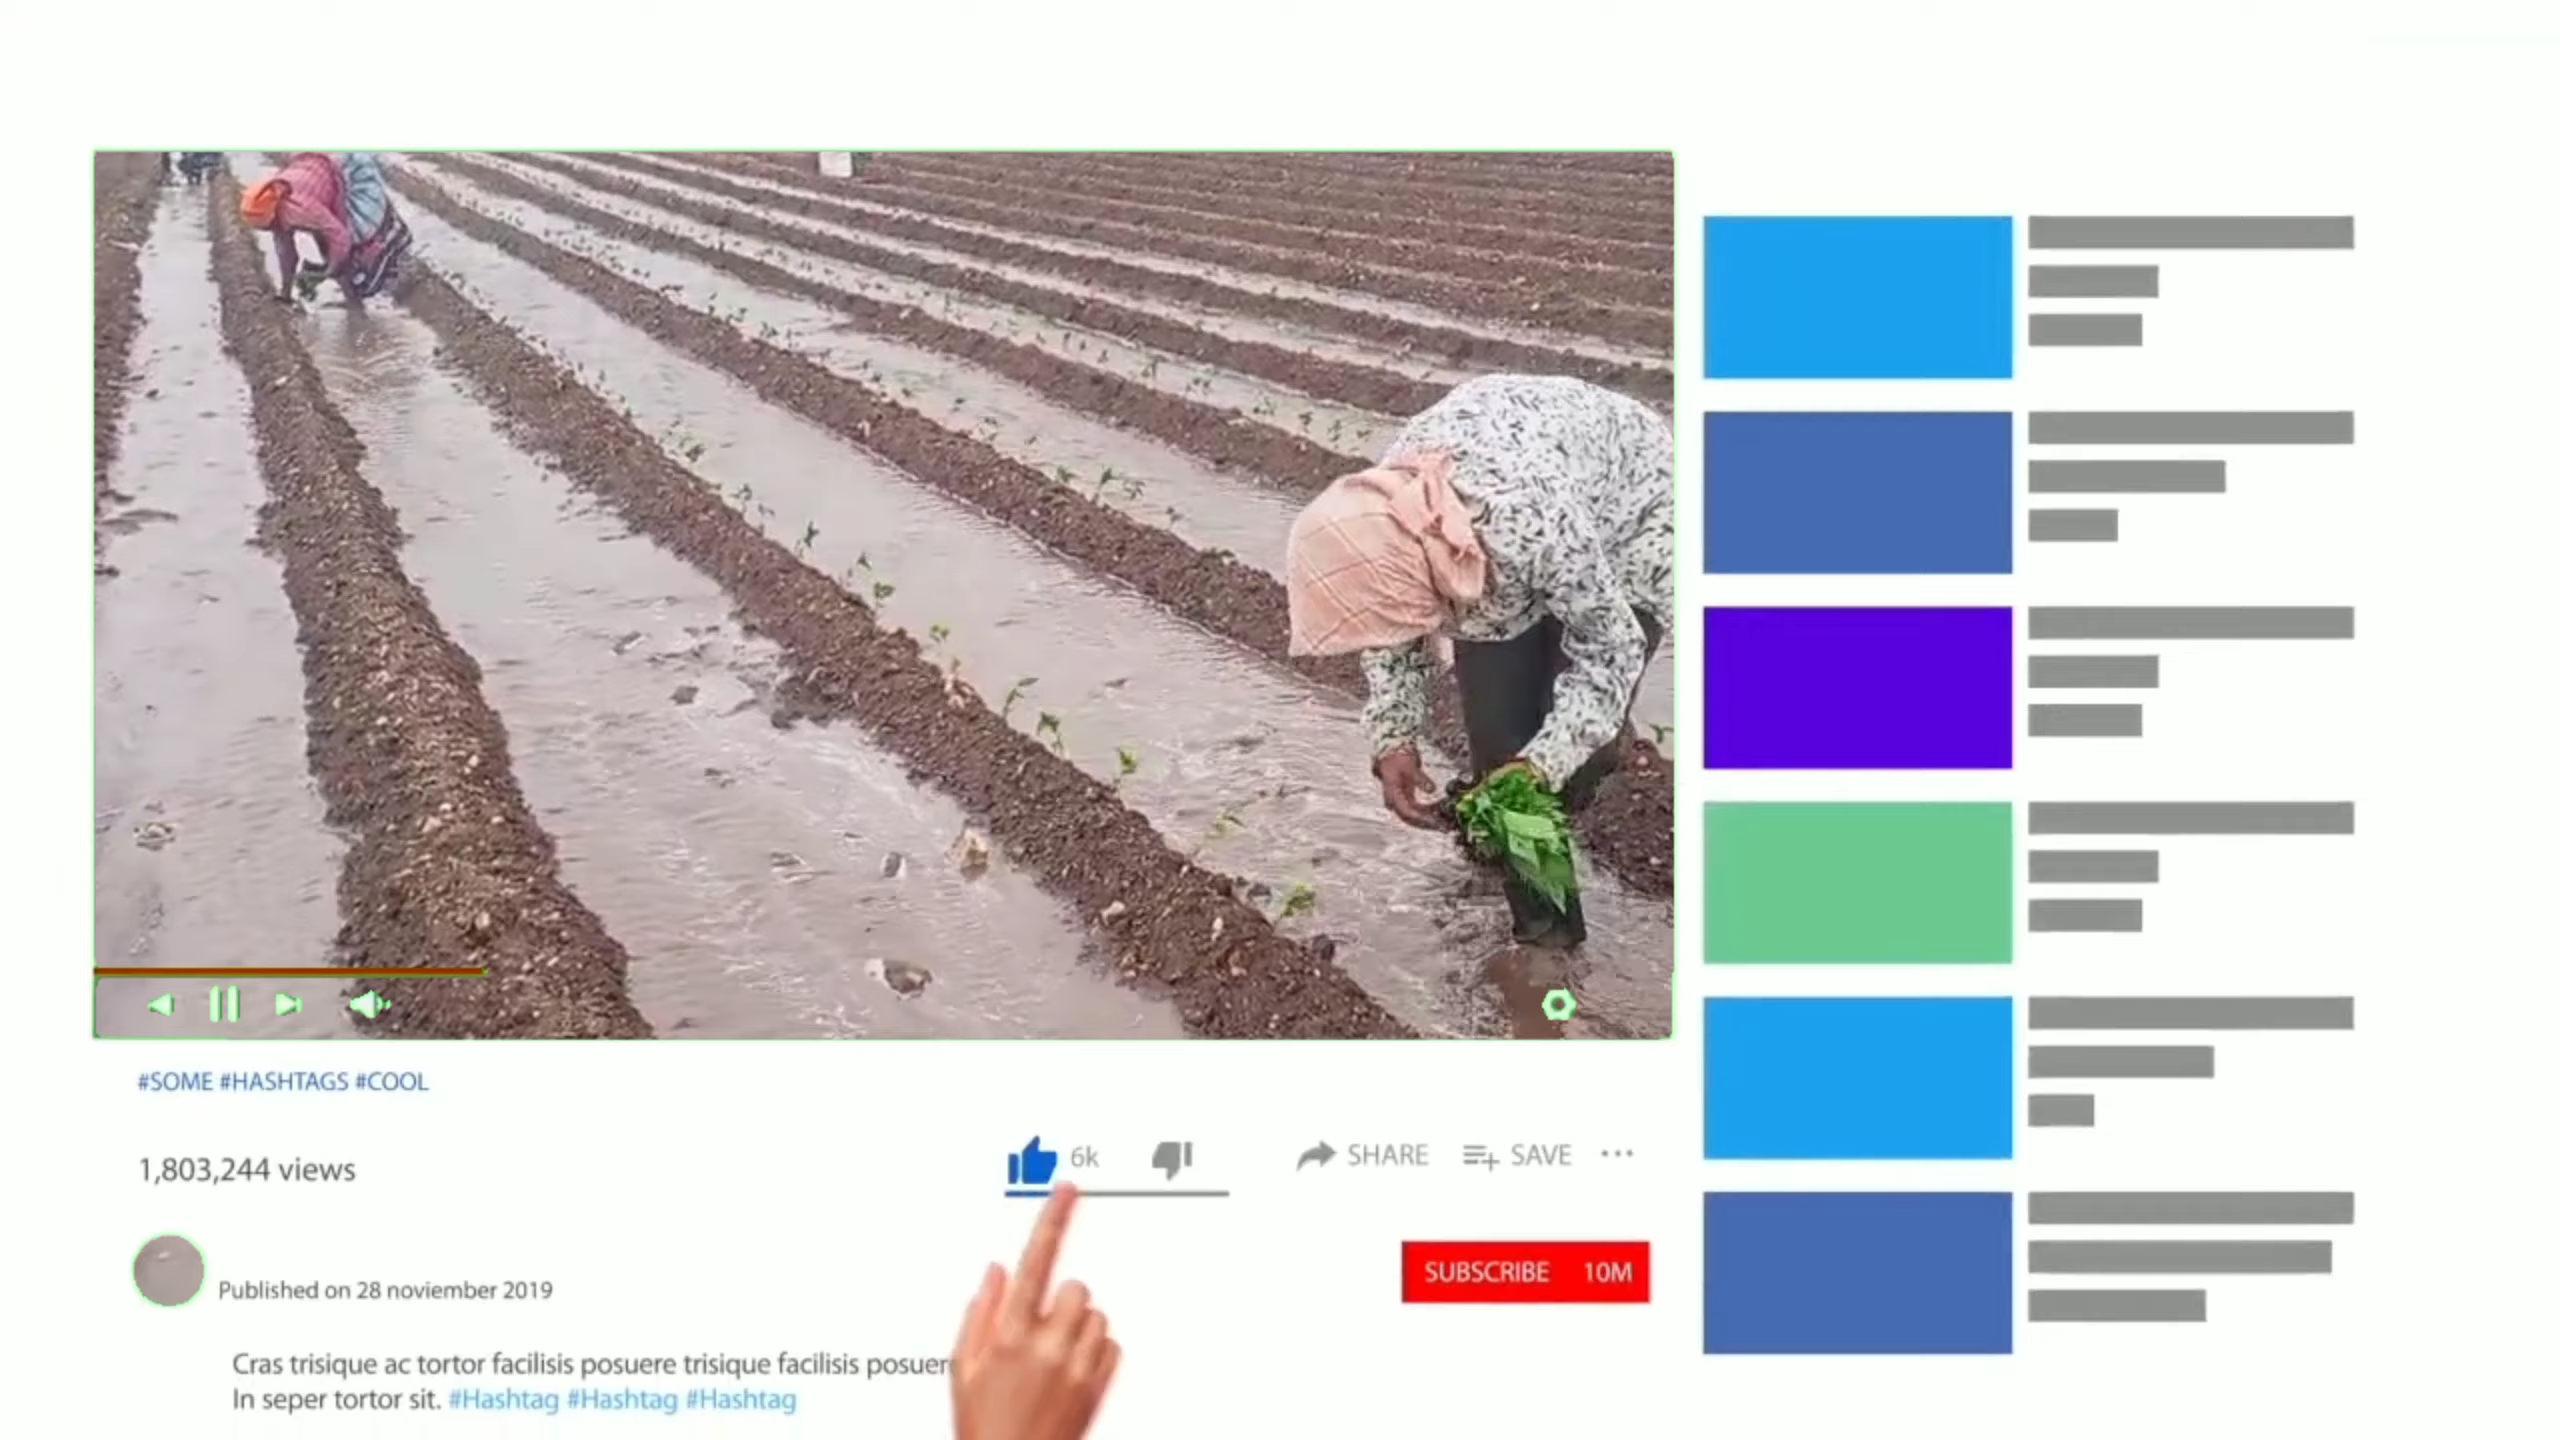 #SOME #HASHTAGS #COOL
1,803,244 views
6k
SHARE
SAVE
SUBSCRIBE 10M
Published on 28 noviember 2019
Cras trisique ac tortor facilisis posuere trisique facilisis
In seper tortor sit. #Hashtag #Hashtag #Hashtag